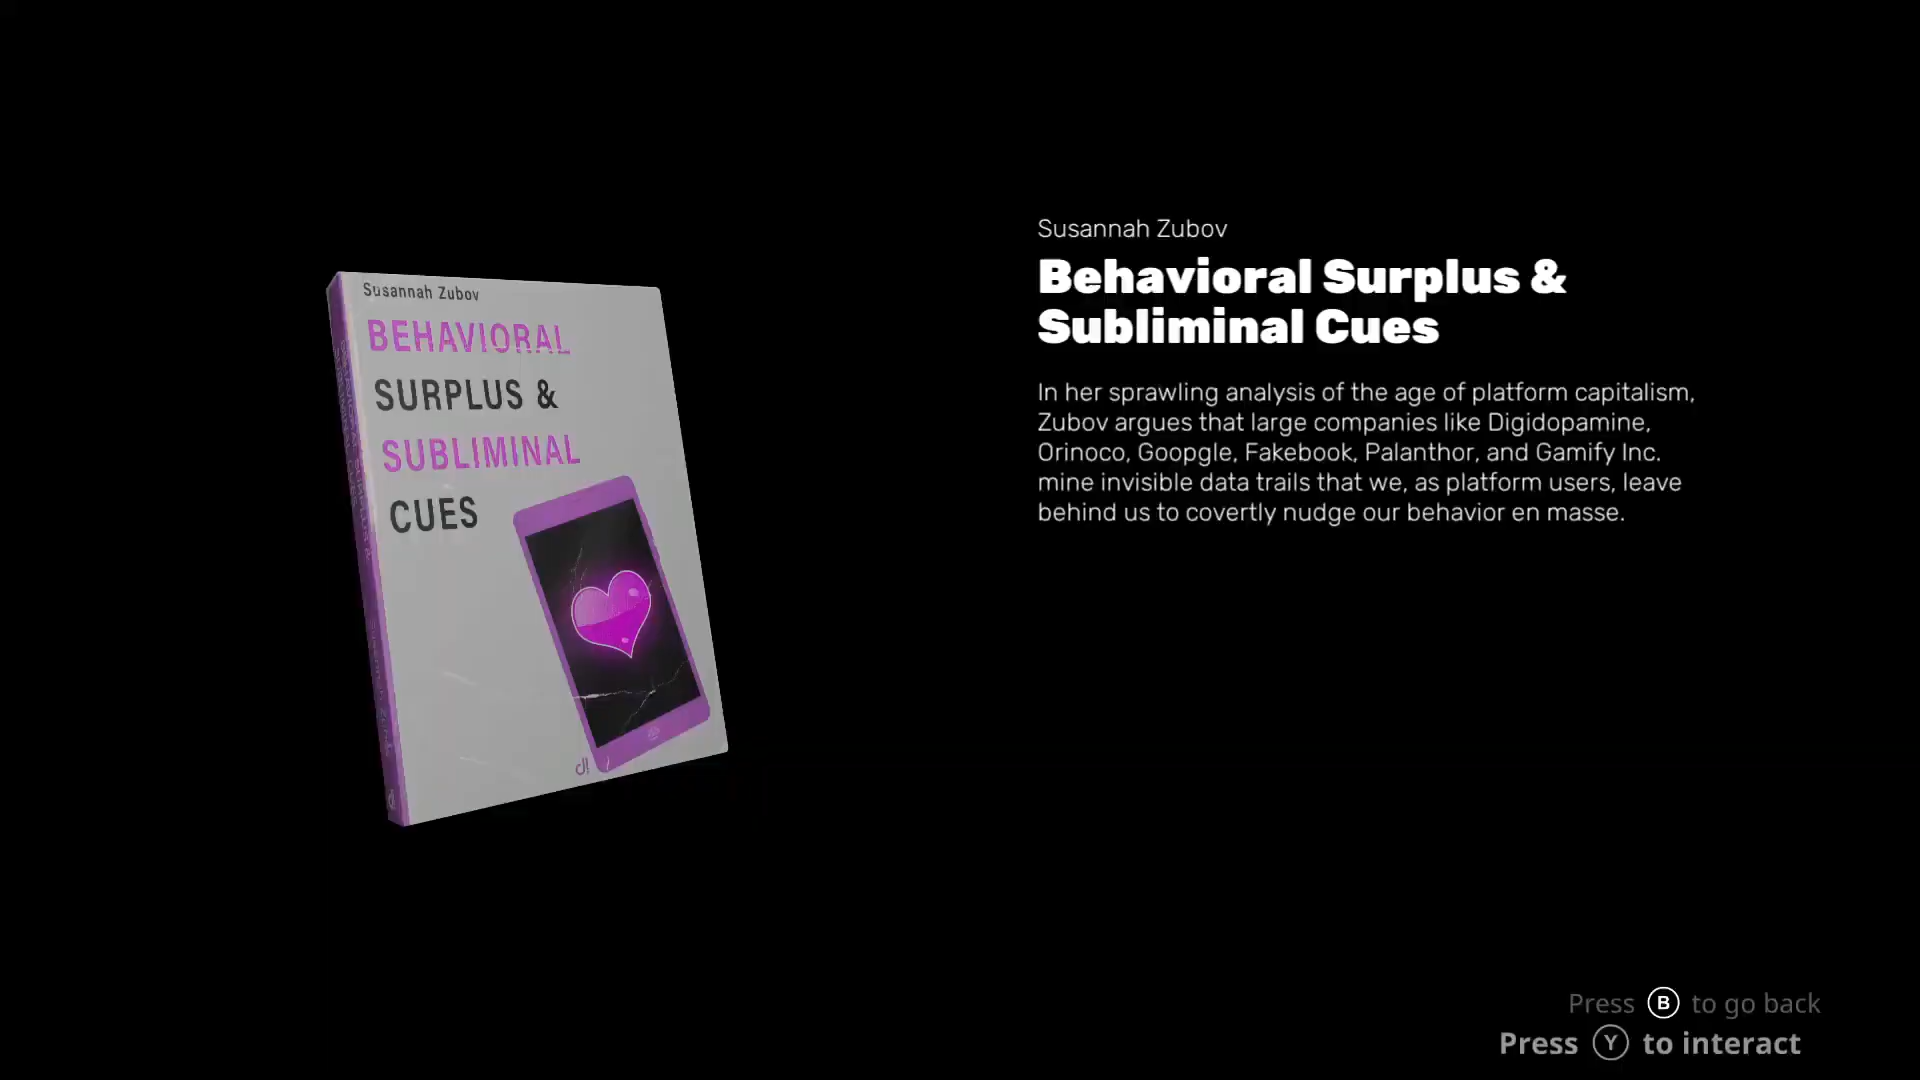 Susannah Zubov
BEHAVIORAL
SURPLUS &
SUBLIMINAL
CUES
d!
Susannah Zubov
Behavioral Surplus &
Subliminal Cues
In her sprawling analysis of the age of platform capitalism,
Zubov argues that large companies like Digidopamine,
Orinoco, Goopgle, Fakebook, Palanthor, and Gamify Inc.
mine invisible data trails that we, as platform users, leave
behind us to covertly nudge our behavior en masse.
Press B to go back
Press Y to interact